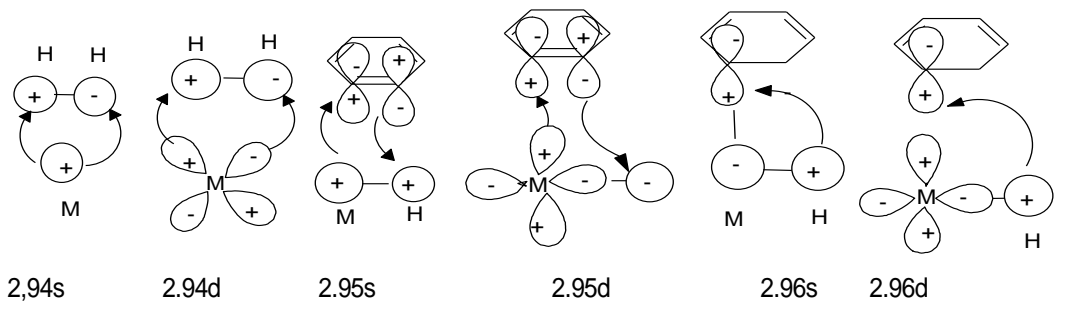 H H
+ -
+
M
2,94s
H H
+ -
+ -
M
- +
2.94d
- +
+ -
+ +
M H
2.95s
- +
+ -
+
- M - -
+
2.95d
-
+
- +
M H
2.96s
-
+
+
- M - +
+
H
2.96d